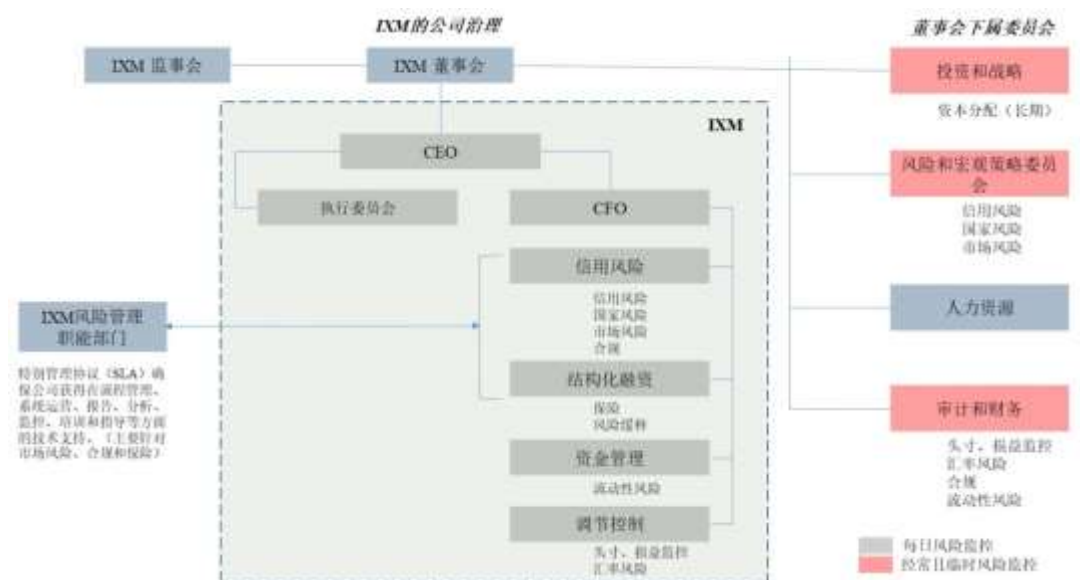 IXM的公司治理
董事会下属委员会
IXM 监事会
IXM 董事会
投资和战略
资本分配（长期）
IXM
CEO
风险和宏观策略委员
会
信用风险
国家风险
市场风险
执行委员会
CFO
信用风险
信用风险
国家风险
市场风险
合规
人力资源
IXM风险管理
职能部门
特别管理协议（SLA）确
保公司获得在流程管理、
系统运营、报告、分析、
监控、培训和指导等方面
的技术支持。（主要针对
市场风险、合规和保险）
结构化融资
保险
风险缓释
审计和财务
头寸、损益监控
汇率风险
合规
流动性风险
资金管理
流动性风险
调节控制
头寸、损益监控
汇率风险
每日风险监控
经常且临时风险监控